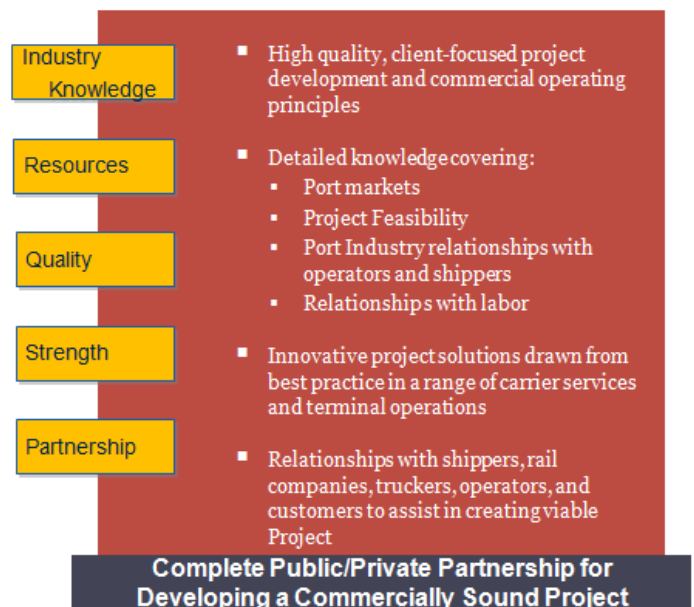 Industry
Knowledge
Resources
Quality
Strength
Partnership
▪ High quality, client-focused project
development and commercial operating
principles
▪ Detailed knowledge covering:
▪ Port markets
▪ Project Feasibility
▪ Port Industry relationships with
operators and shippers
▪ Relationships with labor
▪ Innovative project solutions drawn from
best practice in a range of carrier services
and terminal operations
▪ Relationships with shippers, rail
companies, truckers, operators, and
customers to assist in creating viable
Project
Complete Public/Private Partnership for
Developing a Commercially Sound Project